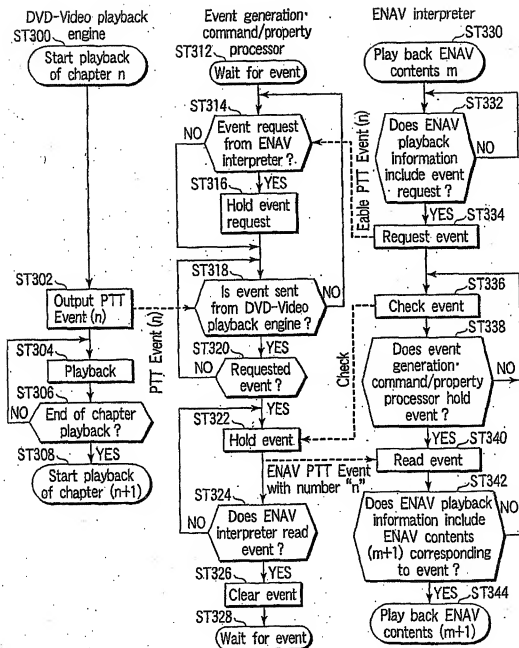 DVD-Video playback
engine
ST300
Start playback
of chapter n
ST302
Output PTT
Event (n)
ST304
Playback
ST306
NO
End of chapter
playback ?
YES
ST308
Start playback
of chapter (n+1)
PTT Event (n)
Event generation·
command/property
processor
ST312
Wait for event
ST314
NO
Event request
from ENAV
interpreter ?
YES
ST316
Hold event
request
ST318
Is event sent
from DVD-Video
playback engine?
NO
YES
ST320
NO
Requested
event ?
YES
ST322
Hold event
ENAV PTT Event
with number "n"
ST324
NO
Does ENAV
interpreter read
event ?
YES
ST326
Clear event
ST328
Wait for event
Eable PTT Event (n)
Check
ENAV interpreter
ST330
Play back ENAV
contents m
ST332
Does ENAV
playback
information
include event
request ?
NO
YES
ST334
Request event
ST336
Check event
ST338
Does event
generation·
command/property
processor hold
event ?
NO
YES
ST340
Read event
ST342
Does ENAV playback
information include
ENAV contents
(m+1) corresponding
to event ?
NO
YES
ST344
Play back ENAV
contents (m+1)